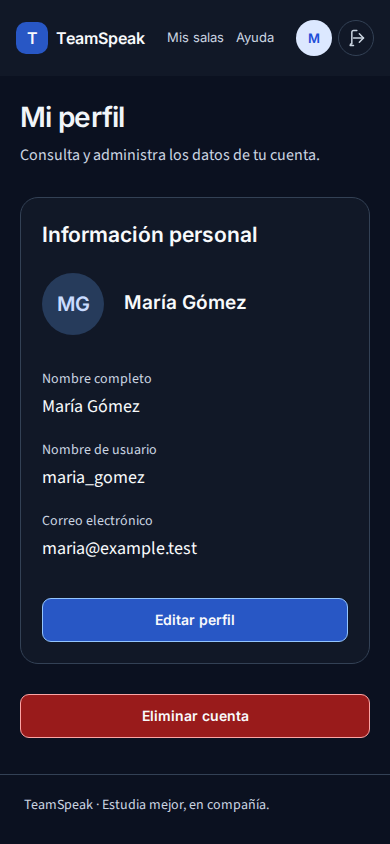 T TeamSpeak Mis salas Ayuda M
Mi perfil
Consulta y administra los datos de tu cuenta.
Información personal
MG María Gómez
Nombre completo
María Gómez
Nombre de usuario
maria_gomez
Correo electrónico
maria@example.test
Editar perfil
Eliminar cuenta
TeamSpeak · Estudia mejor, en compañía.